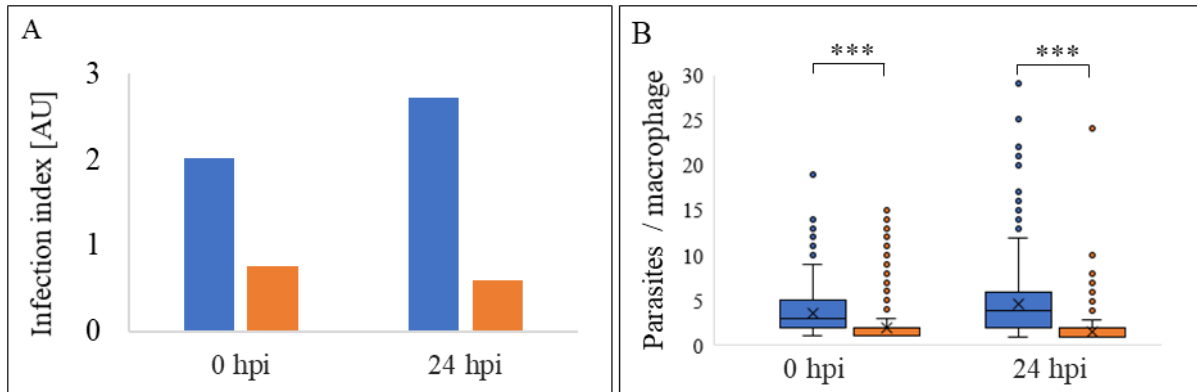 A
Infection index [AU]
3
2
1
0
0 hpi
24 hpi
B
Parasites / macrophage
30
25
20
15
10
5
0
***
***
0 hpi
24 hpi